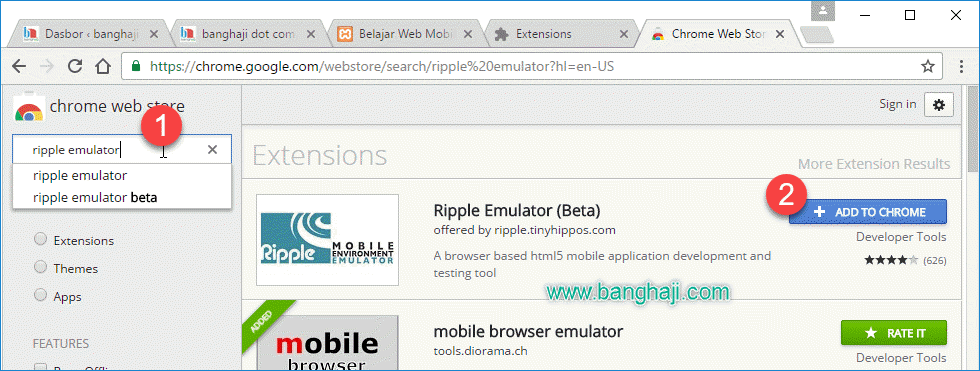 Dasbor ‹ banghaji
banghaji dot com
Belajar Web Mobi
Extensions
Chrome Web Stor
https://chrome.google.com/webstore/search/ripple%20emulator?hl=en-US
chrome web store
Sign in
1
ripple emulator
ripple emulator
ripple emulator beta
Extensions
Themes
Apps
FEATURES
Extensions
More Extension Results
Ripple
MOBILE
ENVIRONMENT
EMULATOR
Ripple Emulator (Beta)
offered by ripple.tinyhippos.com
A browser based html5 mobile application development and
testing tool
2
ADD TO CHROME
Developer Tools
(626)
www.banghaji.com
ADDED
mobile
browser
mobile browser emulator
tools.diorama.ch
RATE IT
Developer Tools